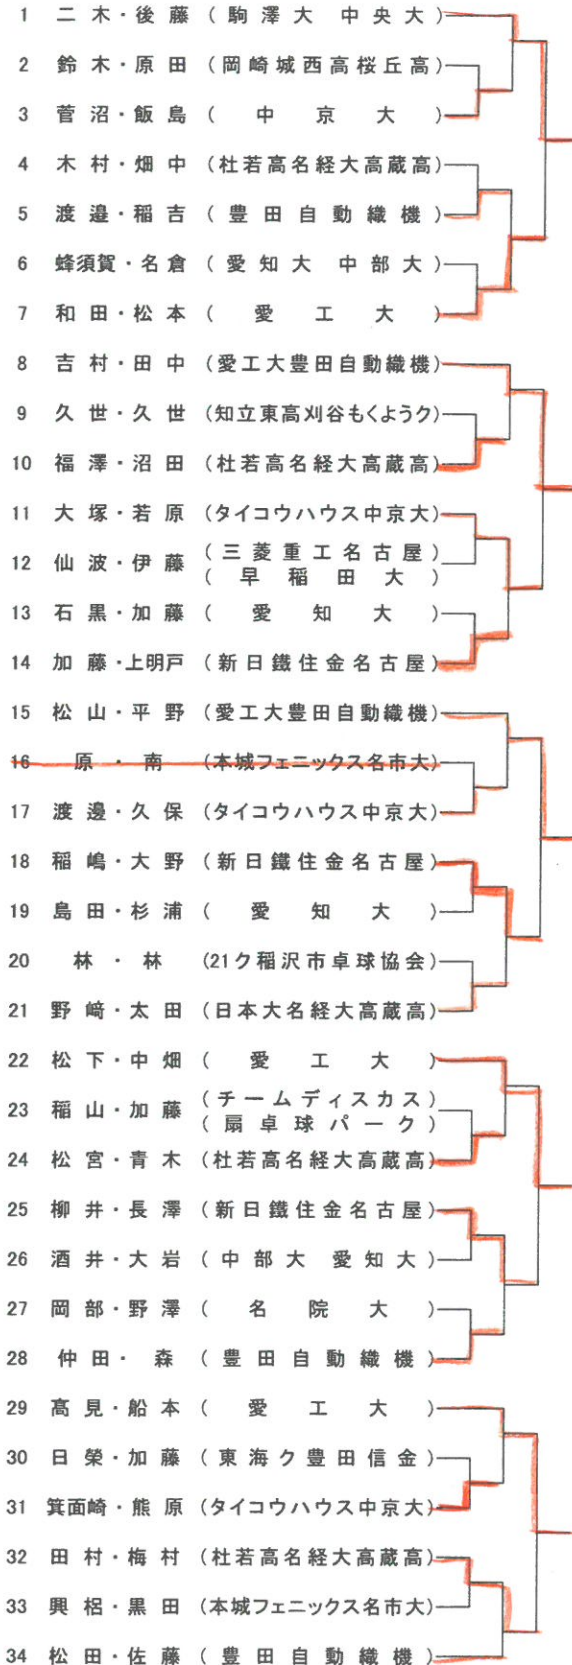 1 二木・後藤 (駒澤大 中央大)
2 鈴木・原田 (岡崎城西高桜丘高)
3 菅沼・飯島 (中京大)
4 木村・畑中 (杜若高名経大高蔵高)
5 渡邉・稲吉 (豊田自動織機)
6 蜂須賀・名倉 (愛知大 中部大)
7 和田・松本 (愛工大)
8 吉村・田中 (愛工大豊田自動織機)
9 久世・久世 (知立東高刈谷もくようク)
10 福澤・沼田 (杜若高名経大高蔵高)
11 大塚・若原 (タイコウハウス中京大)
12 仙波・伊藤 (三菱重工名古屋)
(早稲田大)
13 石黒・加藤 (愛知大)
14 加藤・上明戸 (新日鐵住金名古屋)
15 松山・平野 (愛工大豊田自動織機)
16 原・南 (本城フェニックス名市大)
17 渡邊・久保 (タイコウハウス中京大)
18 稲嶋・大野 (新日鐵住金名古屋)
19 島田・杉浦 (愛知大)
20 林・林 (21ク稲沢市卓球協会)
21 野﨑・太田 (日本大名経大高蔵高)
22 松下・中畑 (愛工大)
23 稲山・加藤 (チームディスカス)
(扇卓球パーク)
24 松宮・青木 (杜若高名経大高蔵高)
25 柳井・長澤 (新日鐵住金名古屋)
26 酒井・大岩 (中部大 愛知大)
27 岡部・野澤 (名院大)
28 仲田・森 (豊田自動織機)
29 高見・船本 (愛工大)
30 日榮・加藤 (東海ク豊田信金)
31 箕面崎・熊原 (タイコウハウス中京大)
32 田村・梅村 (杜若高名経大高蔵高)
33 興梠・黒田 (本城フェニックス名市大)
34 松田・佐藤 (豊田自動織機)